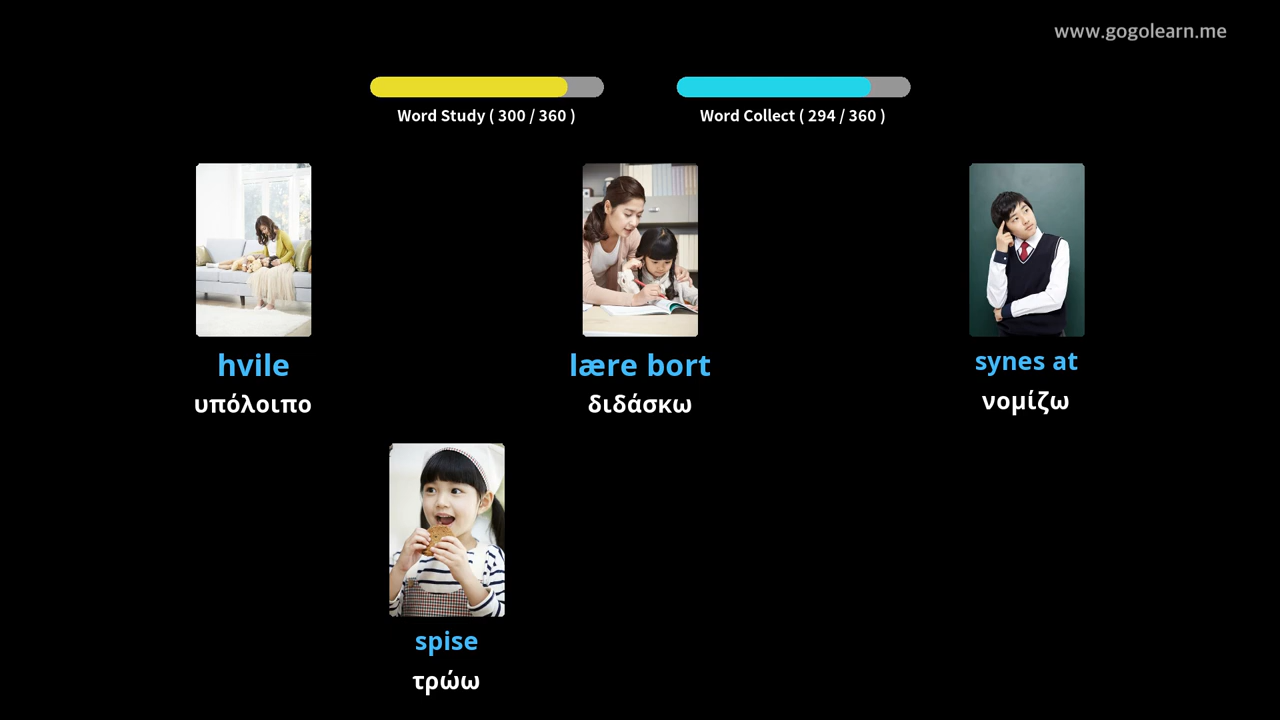 www.gogolearn.me
Word Study ( 300 / 360 )
Word Collect ( 294 / 360 )
hvile
υπόλοιπο
lære bort
διδάσκω
synes at
νομίζω
spise
τρώω